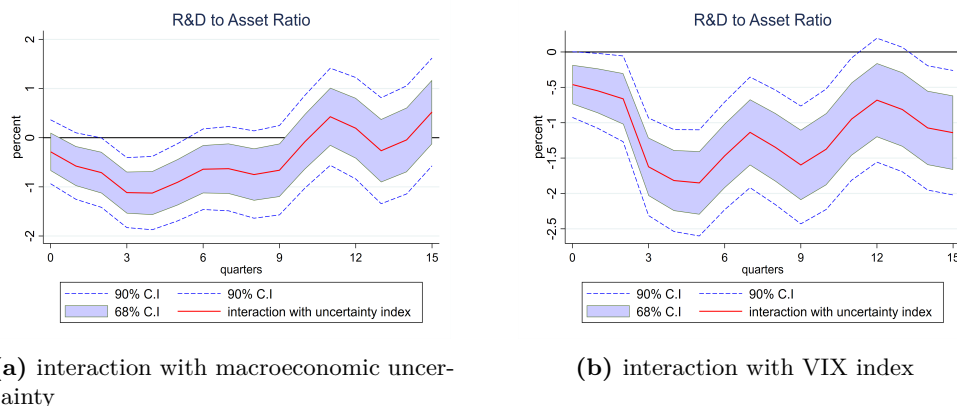 R&D to Asset Ratio
2
1
0
-1
-2
percent
0 3 6 9 12 15
quarters
90% C.I 90% C.I
68% C.I interaction with uncertainty index
a) interaction with macroeconomic uncer-
ainty
R&D to Asset Ratio
0
-.5
-1
-1.5
-2
-2.5
percent
0 3 6 9 12 15
quarters
90% C.I 90% C.I
68% C.I interaction with uncertainty index
(b) interaction with VIX index